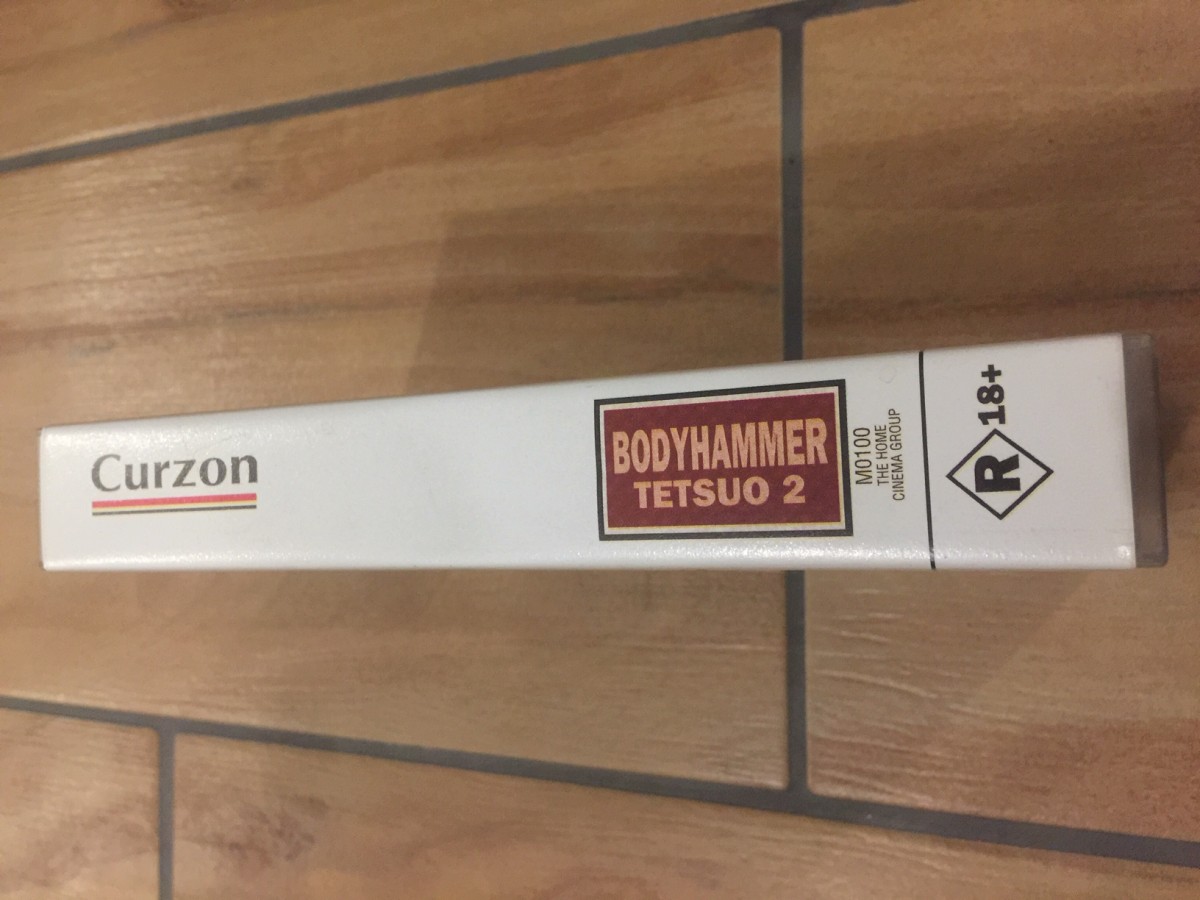 Curzon
BODYHAMMER
TETSUO 2
M0100
THE HOME
CINEMA GROUP
R 18+